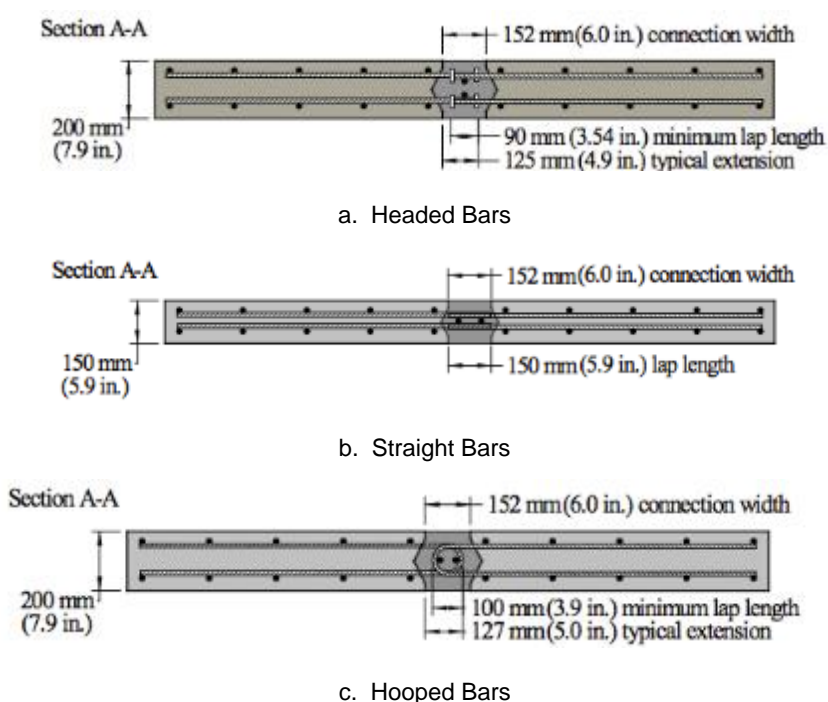 Section A-A
152 mm (6.0 in.) connection width
200 mm
(7.9 in.)
90 mm (3.54 in.) minimum lap length
125 mm (4.9 in.) typical extension
a. Headed Bars
Section A-A
152 mm (6.0 in.) connection width
150 mm
(5.9 in.)
150 mm (5.9 in.) lap length
b. Straight Bars
Section A-A
152 mm (6.0 in.) connection width
200 mm
(7.9 in.)
100 mm (3.9 in.) minimum lap length
127 mm (5.0 in.) typical extension
c. Hooped Bars